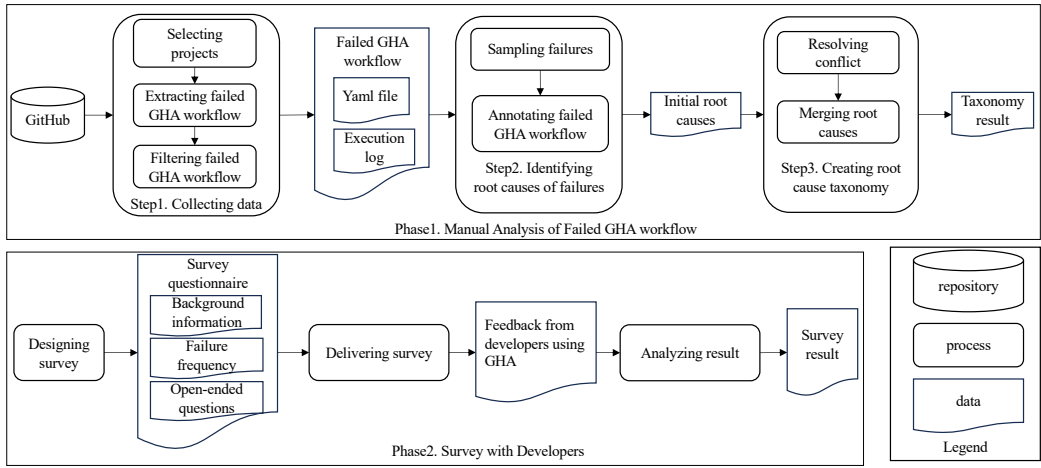 GitHub
Selecting
projects
Extracting failed
GHA workflow
Filtering failed
GHA workflow
Step1. Collecting data
Failed GHA
workflow
Yaml file
Execution
log
Sampling failures
Annotating failed
GHA workflow
Step2. Identifying
root causes of failures
Initial root
causes
Resolving
conflict
Merging root
causes
Step3. Creating root
cause taxonomy
Taxonomy
result
Phase1. Manual Analysis of Failed GHA workflow
Designing
survey
Survey
questionnaire
Background
information
Failure
frequency
Open-ended
questions
Delivering survey
Feedback from
developers using
GHA
Analyzing result
Survey
result
Phase2. Survey with Developers
repository
process
data
Legend